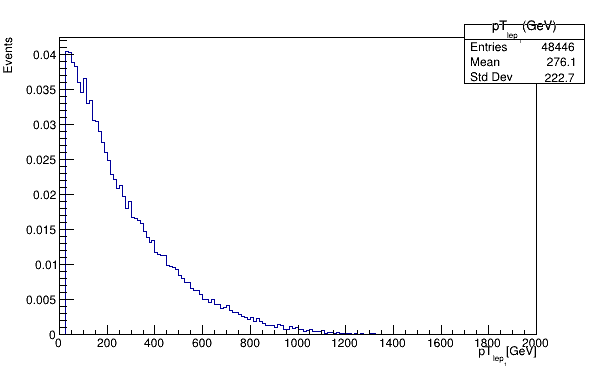 pT_lep_1 (GeV)
Entries 48446
Mean 276.1
Std Dev 222.7
Events
0.04
0.035
0.03
0.025
0.02
0.015
0.01
0.005
0
0 200 400 600 800 1000 1200 1400 1600 1800 2000
pT_lep_1 [GeV]